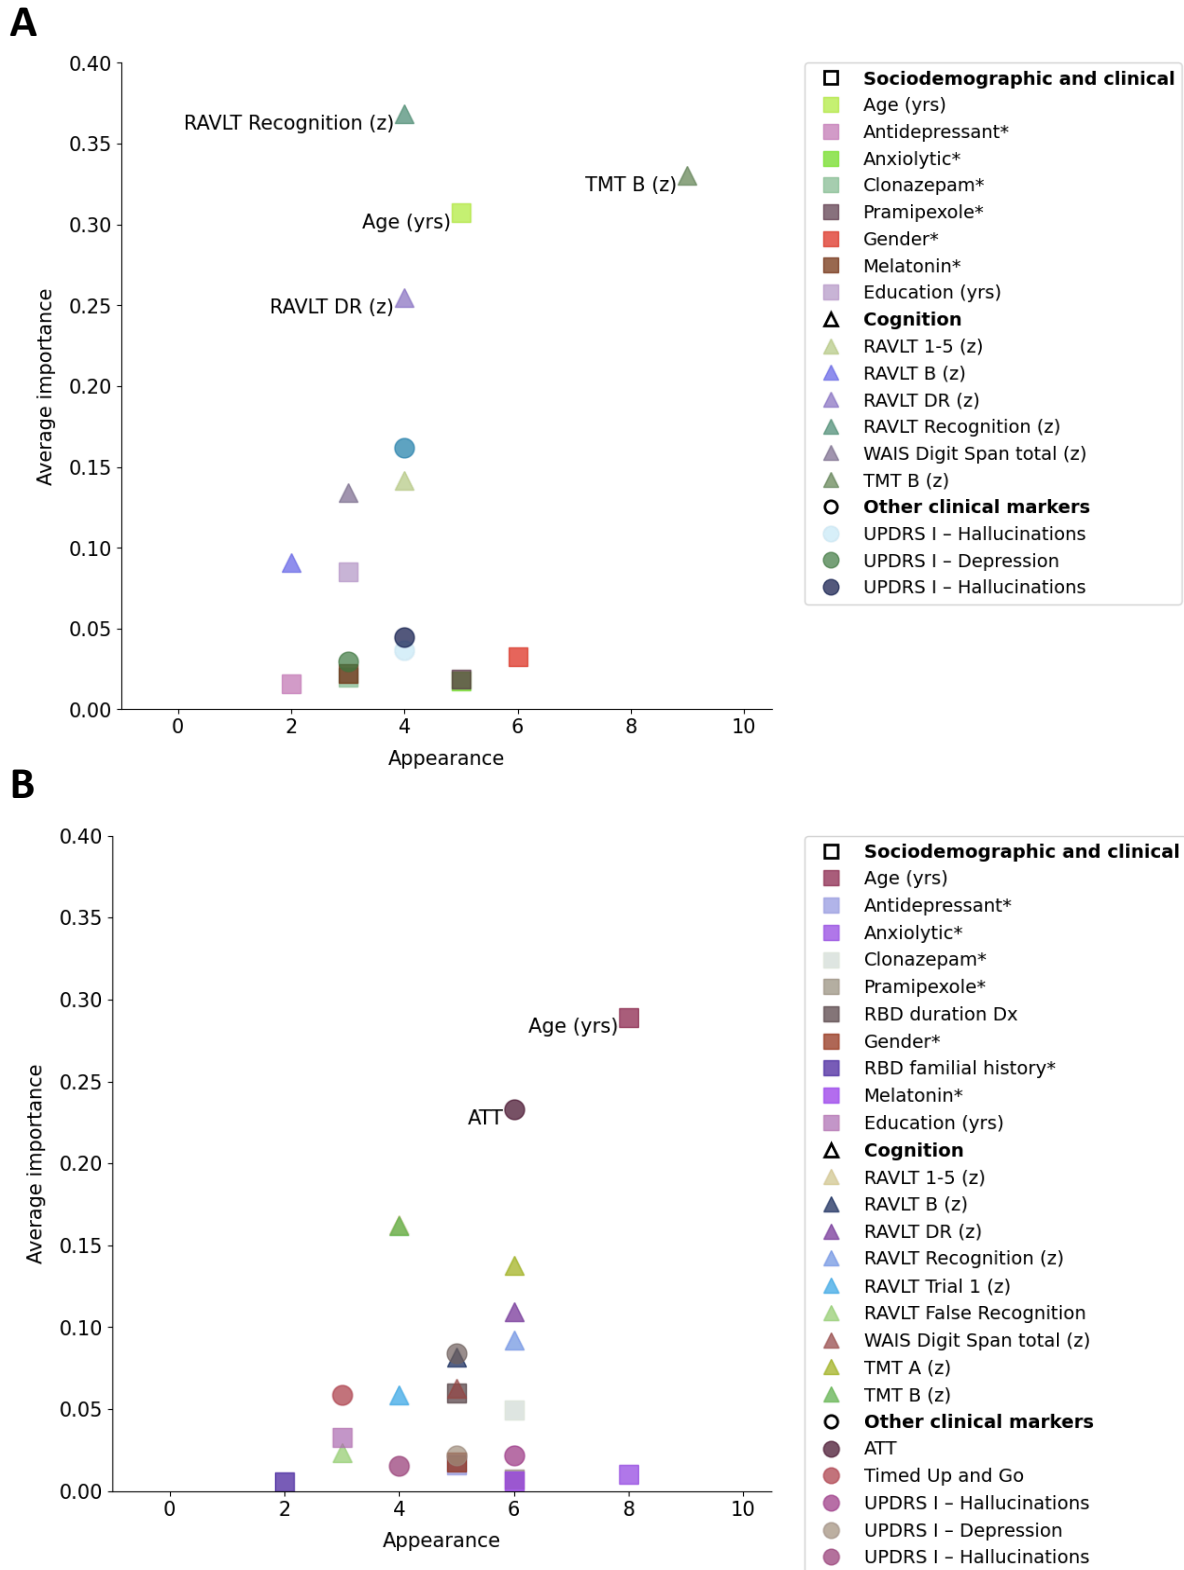 A
0.40
0.35
0.30
0.25
0.20
0.15
0.10
0.05
0.00
Average importance
RAVLT Recognition (z)
TMT B (z)
Age (yrs)
RAVLT DR (z)
0 2 4 6 8 10
Appearance
Sociodemographic and clinical
Age (yrs)
Antidepressant*
Anxiolytic*
Clonazepam*
Pramipexole*
Gender*
Melatonin*
Education (yrs)
Cognition
RAVLT 1-5 (z)
RAVLT B (z)
RAVLT DR (z)
RAVLT Recognition (z)
WAIS Digit Span total (z)
TMT B (z)
Other clinical markers
UPDRS I – Hallucinations
UPDRS I – Depression
UPDRS I – Hallucinations
B
0.40
0.35
0.30
0.25
0.20
0.15
0.10
0.05
0.00
Average importance
Age (yrs)
ATT
0 2 4 6 8 10
Appearance
Sociodemographic and clinical
Age (yrs)
Antidepressant*
Anxiolytic*
Clonazepam*
Pramipexole*
RBD duration Dx
Gender*
RBD familial history*
Melatonin*
Education (yrs)
Cognition
RAVLT 1-5 (z)
RAVLT B (z)
RAVLT DR (z)
RAVLT Recognition (z)
RAVLT Trial 1 (z)
RAVLT False Recognition
WAIS Digit Span total (z)
TMT A (z)
TMT B (z)
Other clinical markers
ATT
Timed Up and Go
UPDRS I – Hallucinations
UPDRS I – Depression
UPDRS I – Hallucinations